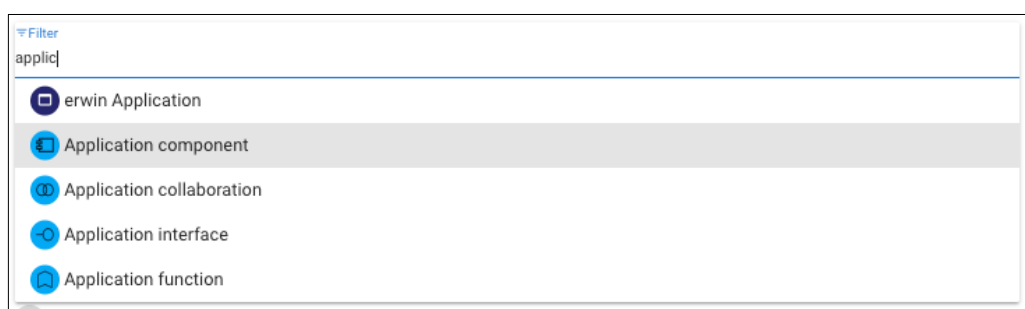 Filter
applic
erwin Application
Application component
Application collaboration
Application interface
Application function